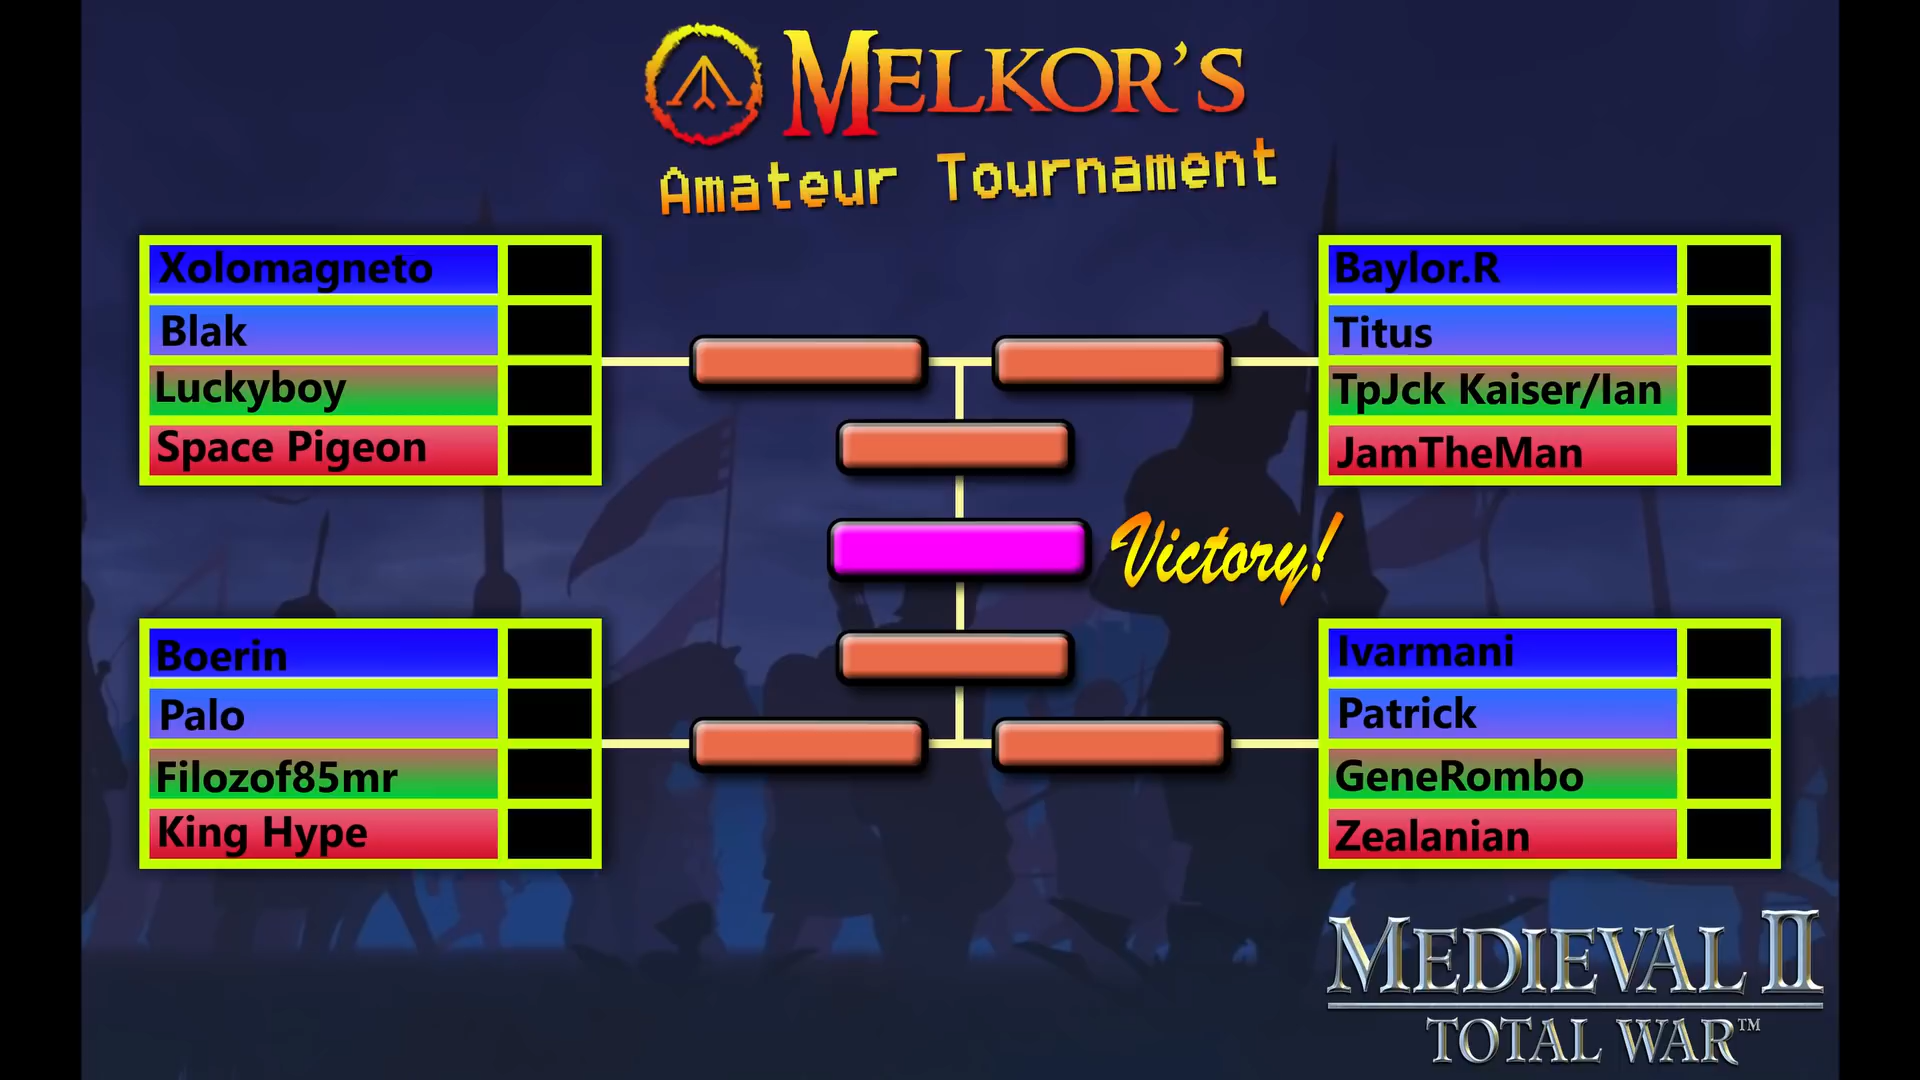 MELKOR'S
Amateur Tournament
Xolomagneto
Blak
Luckyboy
Space Pigeon
Baylor.R
Titus
TpJck Kaiser/Ian
JamTheMan
Victory!
Boerin
Palo
Filozof85mr
King Hype
Ivarmani
Patrick
GeneRombo
Zealanian
MEDIEVAL II
TOTAL WAR™